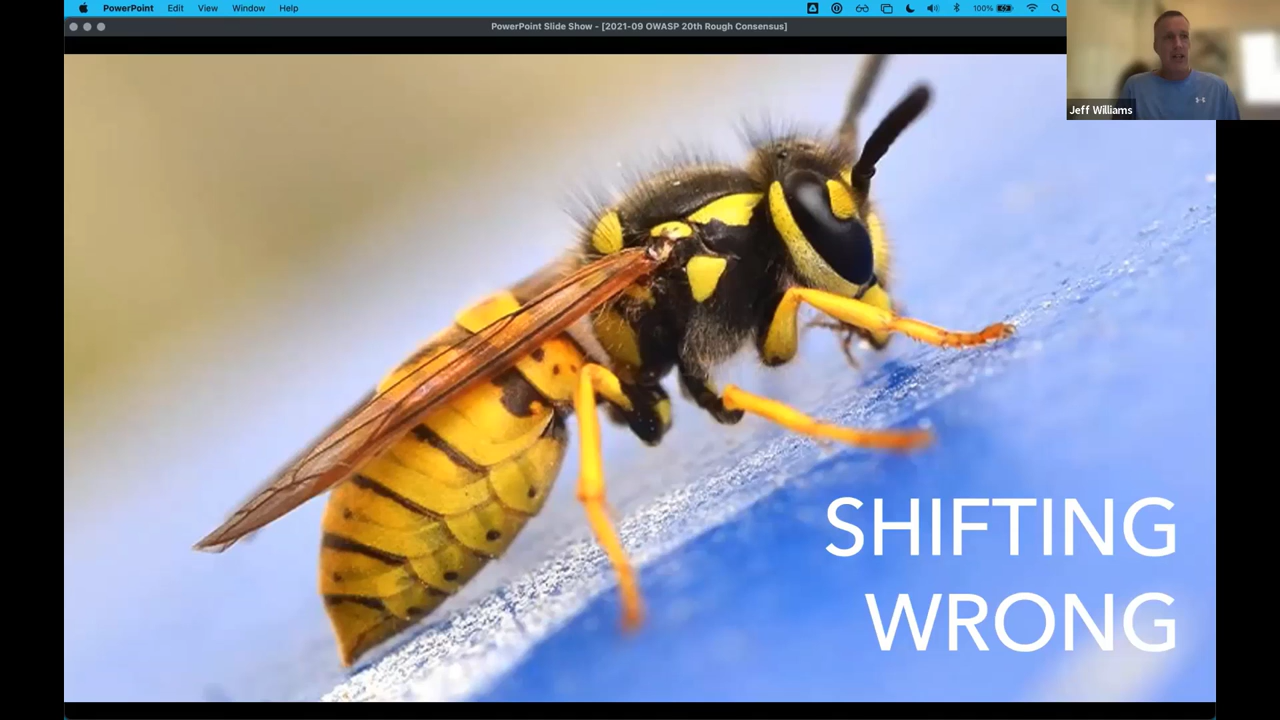 PowerPoint Edit View Window Help
100%
PowerPoint Slide Show - [2021-09 OWASP 20th Rough Consensus]
Jeff Williams
SHIFTING
WRONG